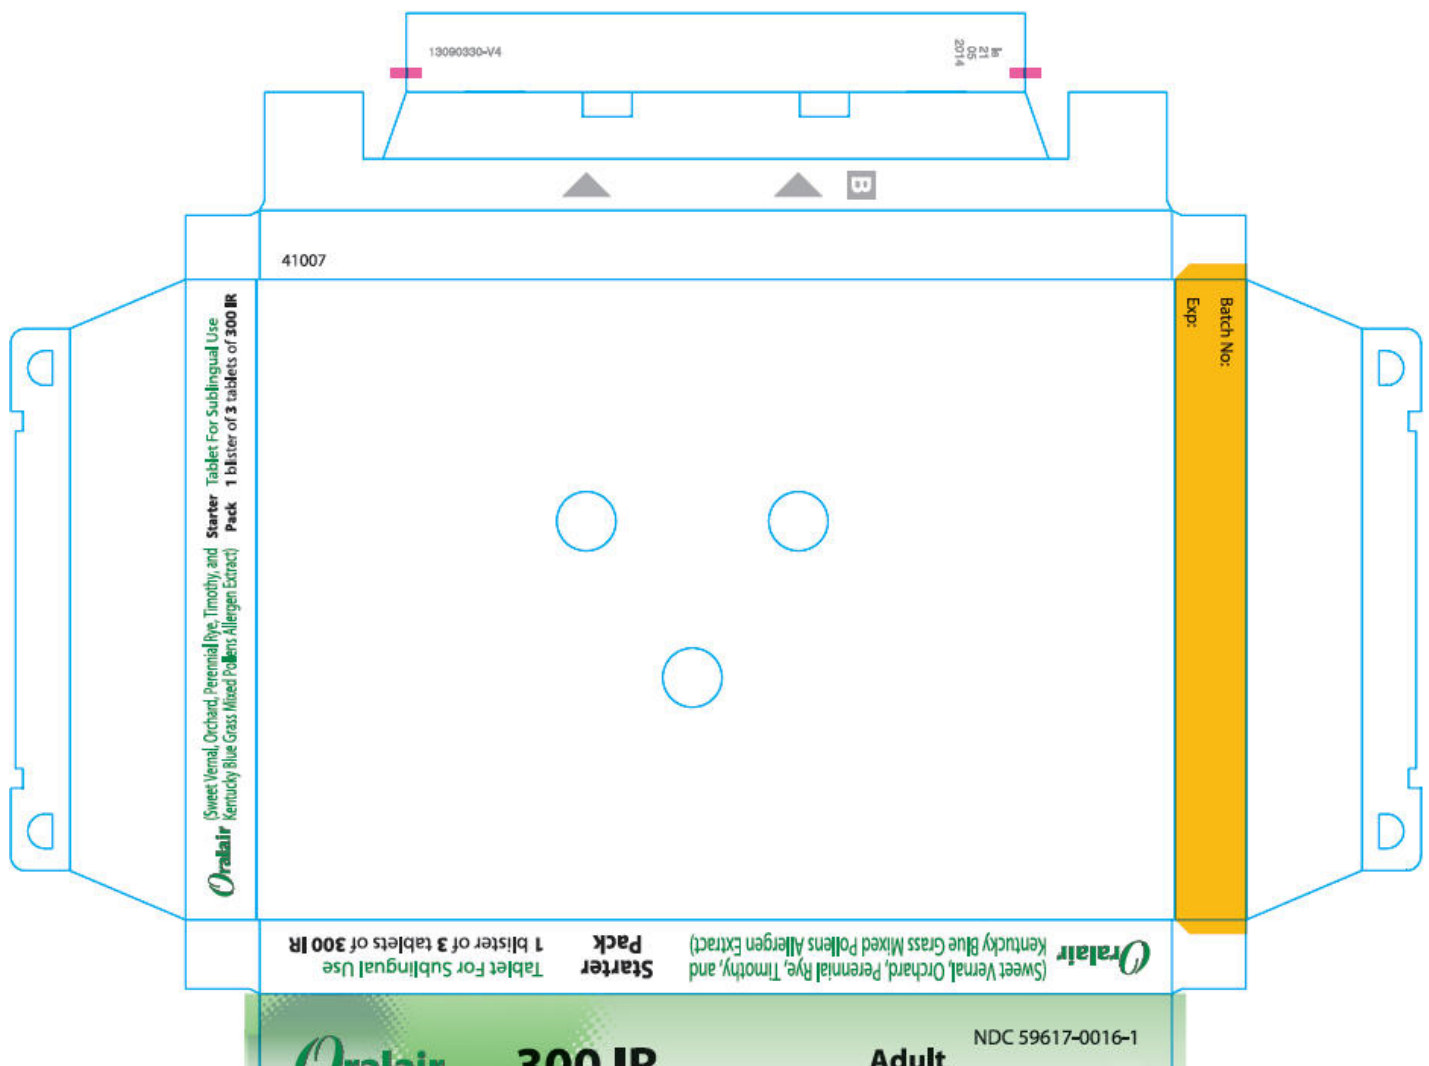 13090330-V4
le
21
05
2014
B
41007
Oralair (Sweet Vernal, Orchard, Perennial Rye, Timothy, and Starter Tablet For Sublingual Use
Kentucky Blue Grass Mixed Pollens Allergen Extract) Pack 1 blister of 3 tablets of 300 IR
Batch No:
Exp:
Oralair (Sweet Vernal, Orchard, Perennial Rye, Timothy, and Starter Tablet For Sublingual Use
Kentucky Blue Grass Mixed Pollens Allergen Extract) Pack 1 blister of 3 tablets of 300 IR
NDC 59617-0016-1
Oralair 300 IR Adult